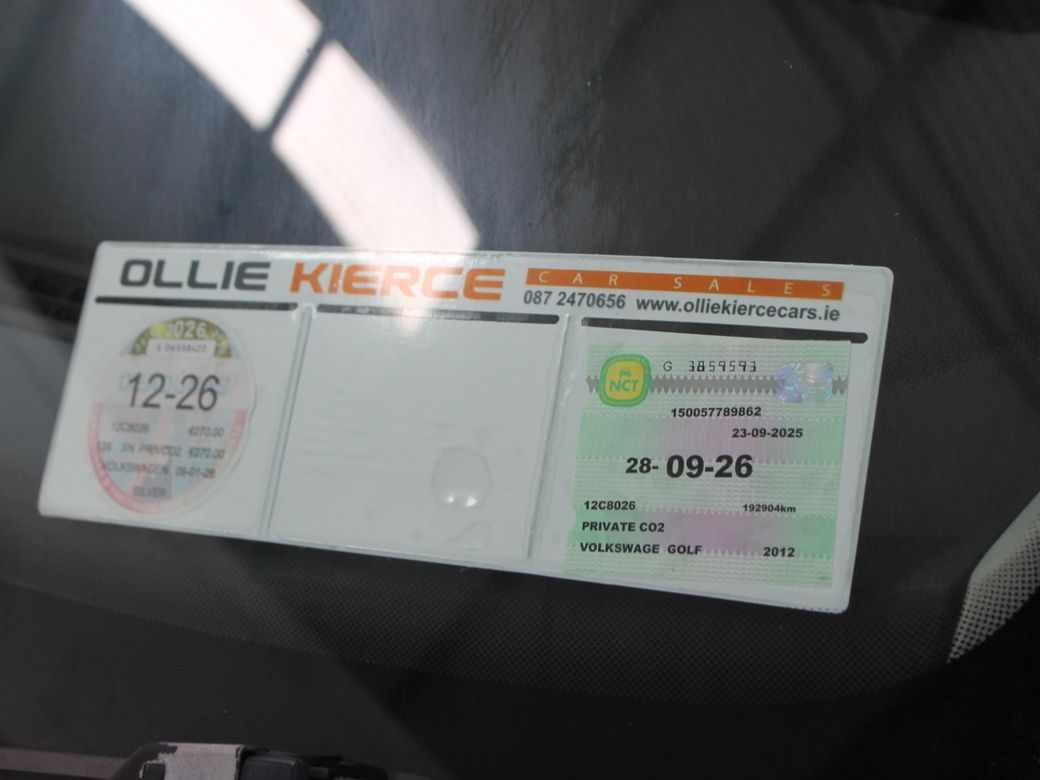 OLLIE KIERCE CAR SALES
087 2470656 www.olliekiercecars.ie
2026
12-26
12C8026 €270.00
SN PRIV/CO2 €270.00
VOLKSWAGEN 09-01-26
SILVER
NCT G 3859593
150057789862
23-09-2025
28- 09-26
12C8026 192904km
PRIVATE CO2
VOLKSWAGE GOLF 2012